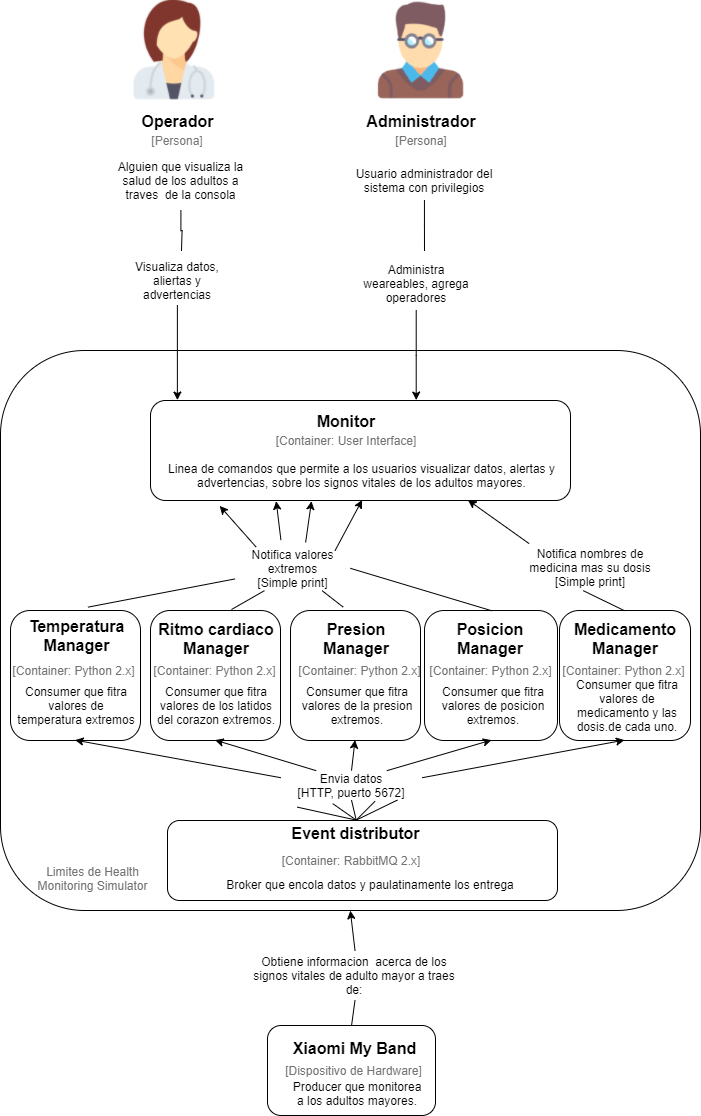 Operador
[Persona]
Alguien que visualiza la
salud de los adultos a
traves de la consola
Administrador
[Persona]
Usuario administrador del
sistema con privilegios
Visualiza datos,
aliertas y
advertencias
Administra
weareables, agrega
operadores
Monitor
[Container: User Interface]
Linea de comandos que permite a los usuarios visualizar datos, alertas y
advertencias, sobre los signos vitales de los adultos mayores.
Notifica valores
extremos
[Simple print]
Notifica nombres de
medicina mas su dosis
[Simple print]
Temperatura
Manager
[Container: Python 2.x]
Consumer que fitra
valores de
temperatura extremos
Ritmo cardiaco
Manager
[Container: Python 2.x]
Consumer que fitra
valores de los latidos
del corazon extremos.
Presion
Manager
[Container: Python 2.x]
Consumer que fitra
valores de la presion
extremos.
Posicion
Manager
[Container: Python 2.x]
Consumer que fitra
valores de posicion
extremos.
Medicamento
Manager
[Container: Python 2.x]
Consumer que fitra
valores de
medicamento y las
dosis.de cada uno.
Envia datos
[HTTP, puerto 5672]
Event distributor
[Container: RabbitMQ 2.x]
Broker que encola datos y paulatinamente los entrega
Limites de Health
Monitoring Simulator
Obtiene informacion acerca de los
signos vitales de adulto mayor a traes
de:
Xiaomi My Band
[Dispositivo de Hardware]
Producer que monitorea
a los adultos mayores.